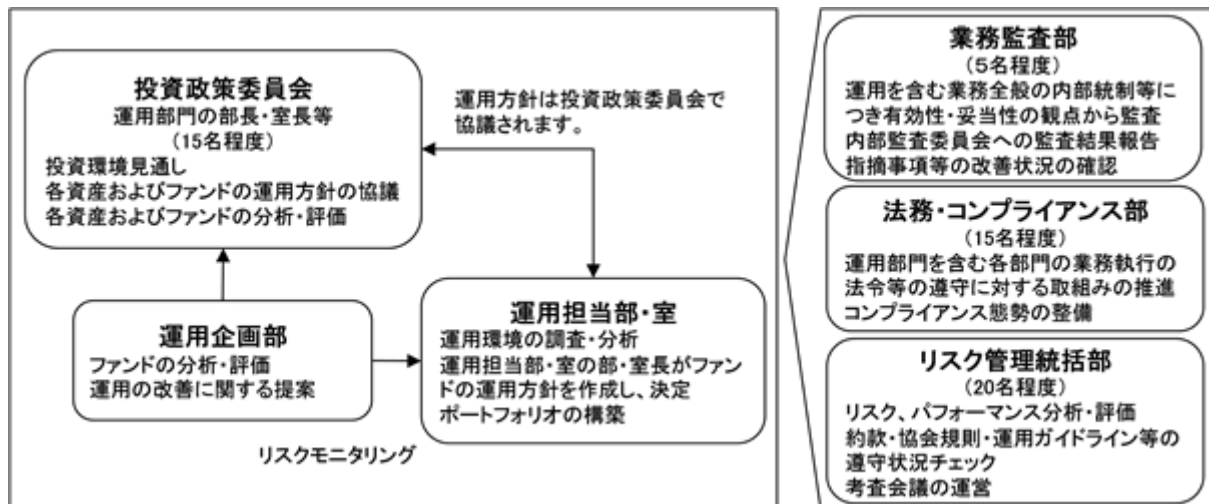 投資政策委員会
運用部門の部長・室長等
(15名程度)
投資環境見通し
各資産およびファンドの運用方針の協議
各資産およびファンドの分析・評価
運用方針は投資政策委員会で
協議されます。
運用企画部
ファンドの分析・評価
運用の改善に関する提案
運用担当部・室
運用環境の調査・分析
運用担当部・室の部・室長がファン
ドの運用方針を作成し、決定
ポートフォリオの構築
リスクモニタリング
業務監査部
(5名程度)
運用を含む業務全般の内部統制等に
つき有効性・妥当性の観点から監査
内部監査委員会への監査結果報告
指摘事項等の改善状況の確認
法務・コンプライアンス部
(15名程度)
運用部門を含む各部門の業務執行の
法令等の遵守に対する取組みの推進
コンプライアンス態勢の整備
リスク管理統括部
(20名程度)
リスク、パフォーマンス分析・評価
約款・協会規則・運用ガイドライン等の
遵守状況チェック
考査会議の運営